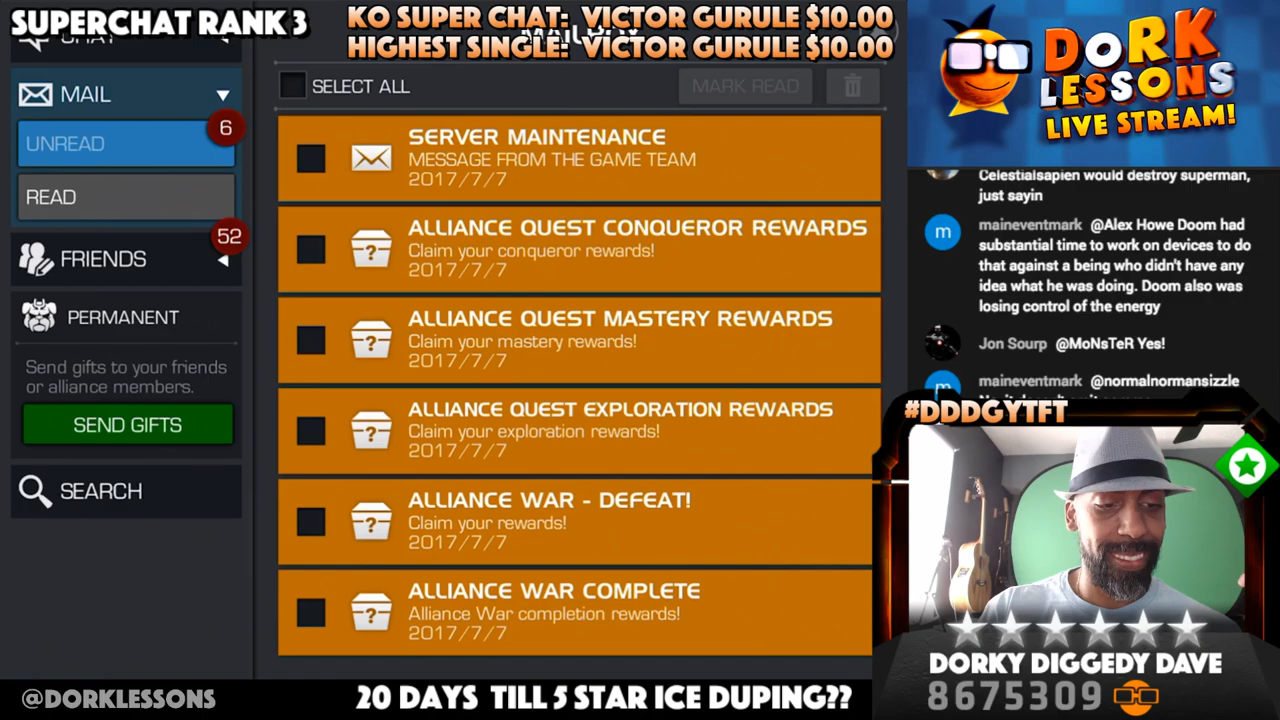 SUPERCHAT RANK 3
KO SUPER CHAT: VICTOR GURULE $10.00
HIGHEST SINGLE: VICTOR GURULE $10.00
CHAT
MAIL
6
UNREAD
READ
52
FRIENDS
PERMANENT
Send gifts to your friends
or alliance members.
SEND GIFTS
SEARCH
SELECT ALL
MARK READ
SERVER MAINTENANCE
MESSAGE FROM THE GAME TEAM
2017/7/7
ALLIANCE QUEST CONQUEROR REWARDS
Claim your conqueror rewards!
2017/7/7
ALLIANCE QUEST MASTERY REWARDS
Claim your mastery rewards!
2017/7/7
ALLIANCE QUEST EXPLORATION REWARDS
Claim your exploration rewards!
2017/7/7
ALLIANCE WAR - DEFEAT!
Claim your rewards!
2017/7/7
ALLIANCE WAR COMPLETE
Alliance War completion rewards!
2017/7/7
DORK
LESSONS
LIVE STREAM!
Celestialsapien would destroy superman,
just sayin
m
maineventmark @Alex Howe Doom had
substantial time to work on devices to do
that against a being who didn't have any
idea what he was doing. Doom also was
losing control of the energy
Jon Sourp @MoNsTeR Yes!
m
maineventmark @normalnormansizzle
#DDDGYTFT
DORKY DIGGEDY DAVE
8675309
@DORKLESSONS
20 DAYS TILL 5 STAR ICE DUPING??